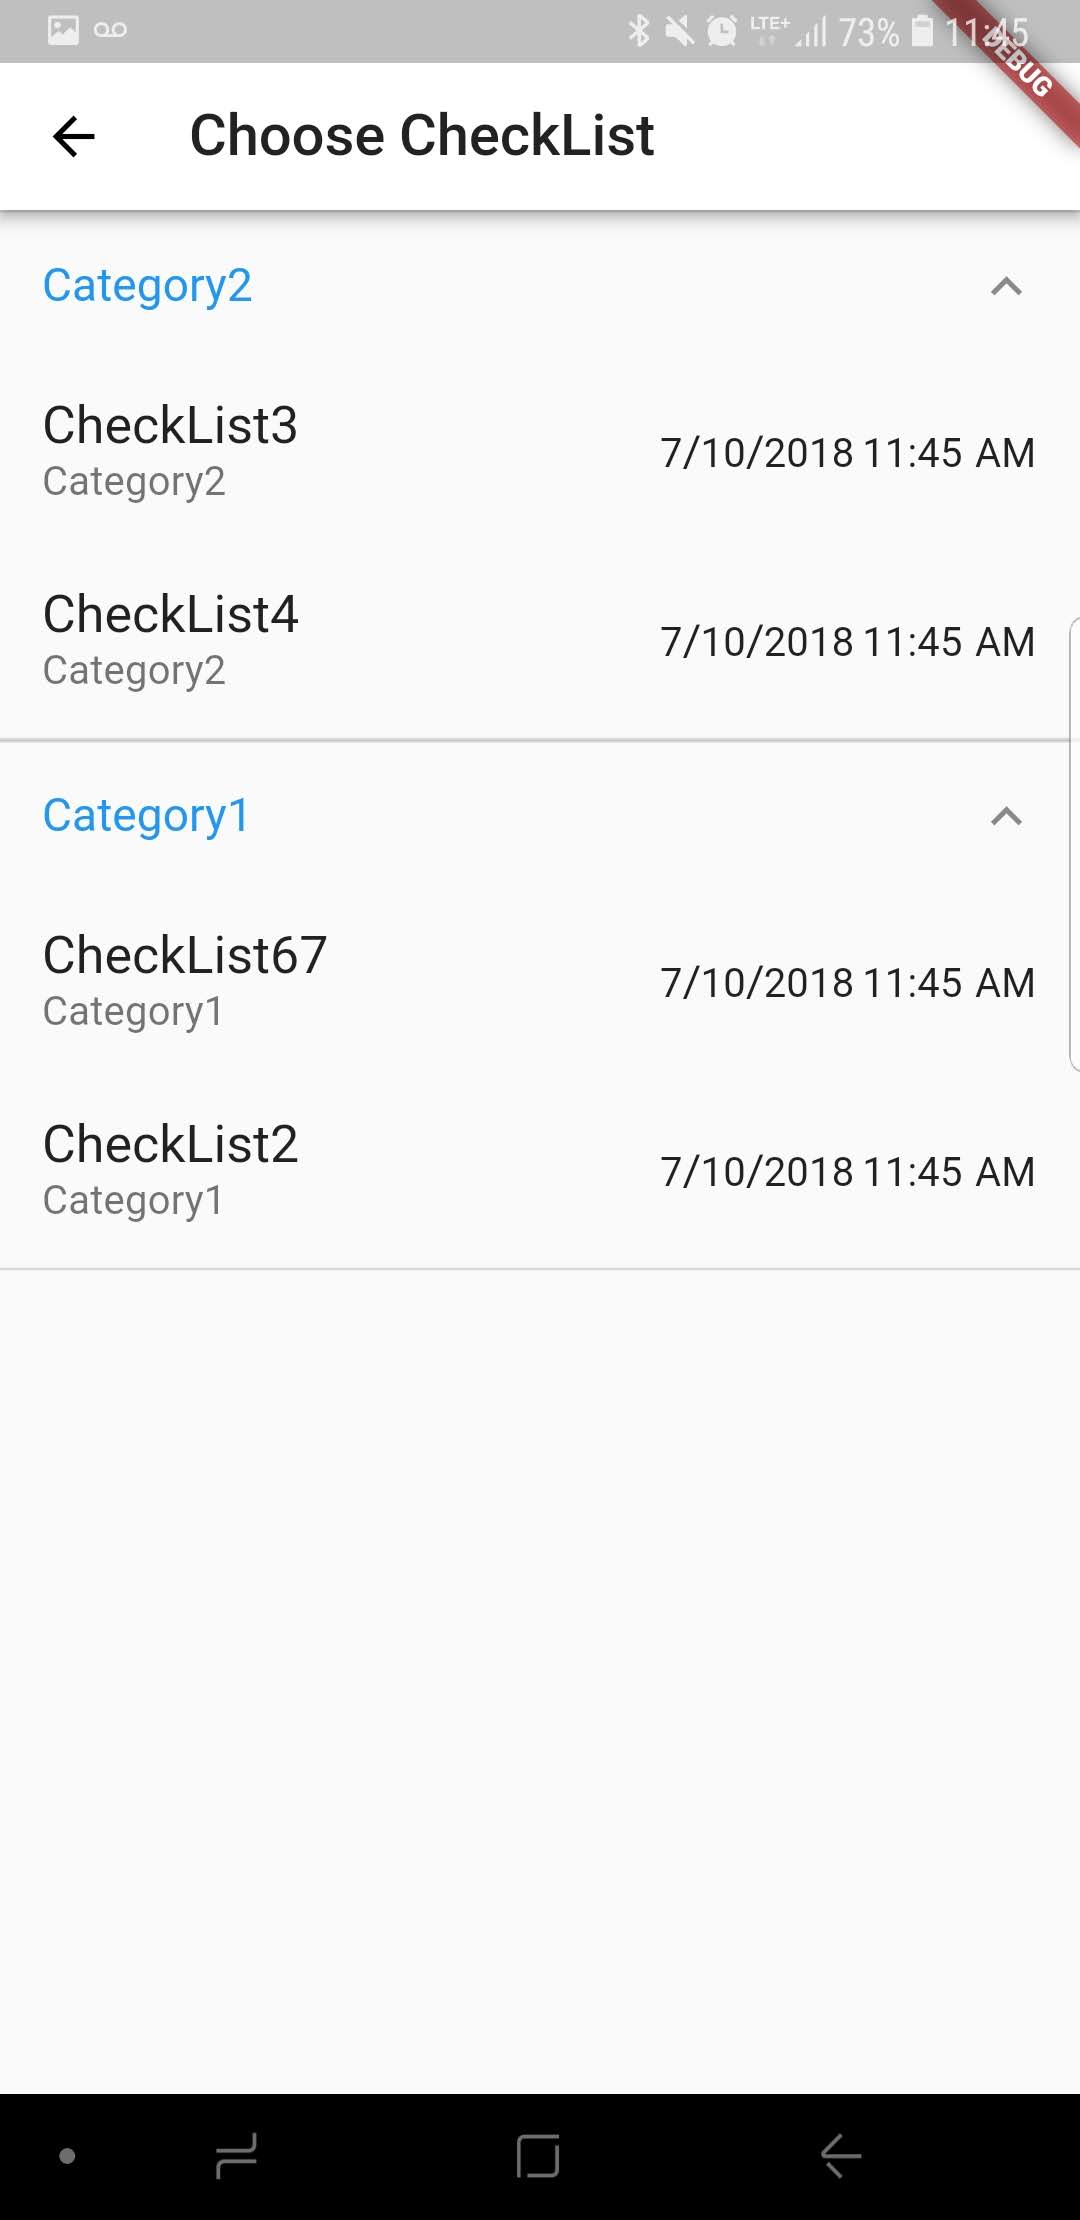 LTE+ 73% 11:45
DEBUG
Choose CheckList
Category2
CheckList3
Category2
7/10/2018 11:45 AM
CheckList4
Category2
7/10/2018 11:45 AM
Category1
CheckList67
Category1
7/10/2018 11:45 AM
CheckList2
Category1
7/10/2018 11:45 AM